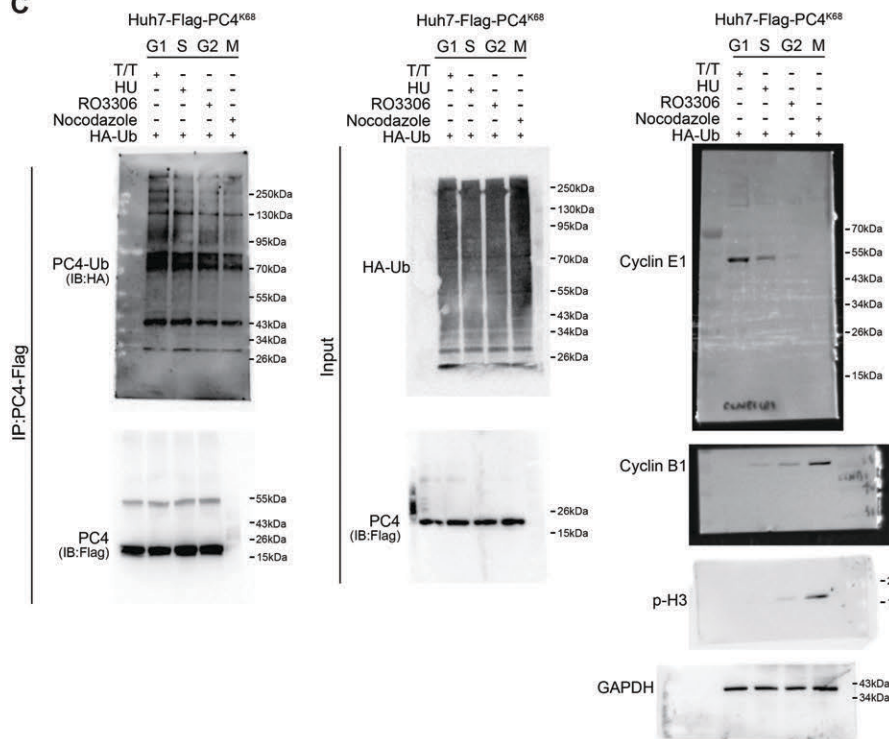 C
Huh7-Flag-PC4K68
G1 S G2 M
T/T + - - -
HU - + - -
RO3306 - - + -
Nocodazole - - - +
HA-Ub + + + +
IP:PC4-Flag
PC4-Ub
(IB:HA)
-250kDa
-130kDa
-95kDa
-70kDa
-55kDa
-43kDa
-34kDa
-26kDa
PC4
(IB:Flag)
-55kDa
-43kDa
-26kDa
-15kDa
Huh7-Flag-PC4K68
G1 S G2 M
T/T + - - -
HU - + - -
RO3306 - - + -
Nocodazole - - - +
HA-Ub + + + +
Input
HA-Ub
-250kDa
-130kDa
-95kDa
-70kDa
-55kDa
-43kDa
-34kDa
-26kDa
PC4
(IB:Flag)
-26kDa
-15kDa
Huh7-Flag-PC4K68
G1 S G2 M
T/T + - - -
HU - + - -
RO3306 - - + -
Nocodazole - - - +
HA-Ub + + + +
Cyclin E1
-70kDa
-55kDa
-43kDa
-34kDa
-26kDa
-15kDa
Cyclin B1
p-H3
-2
-1
GAPDH
-43kDa
-34kDa